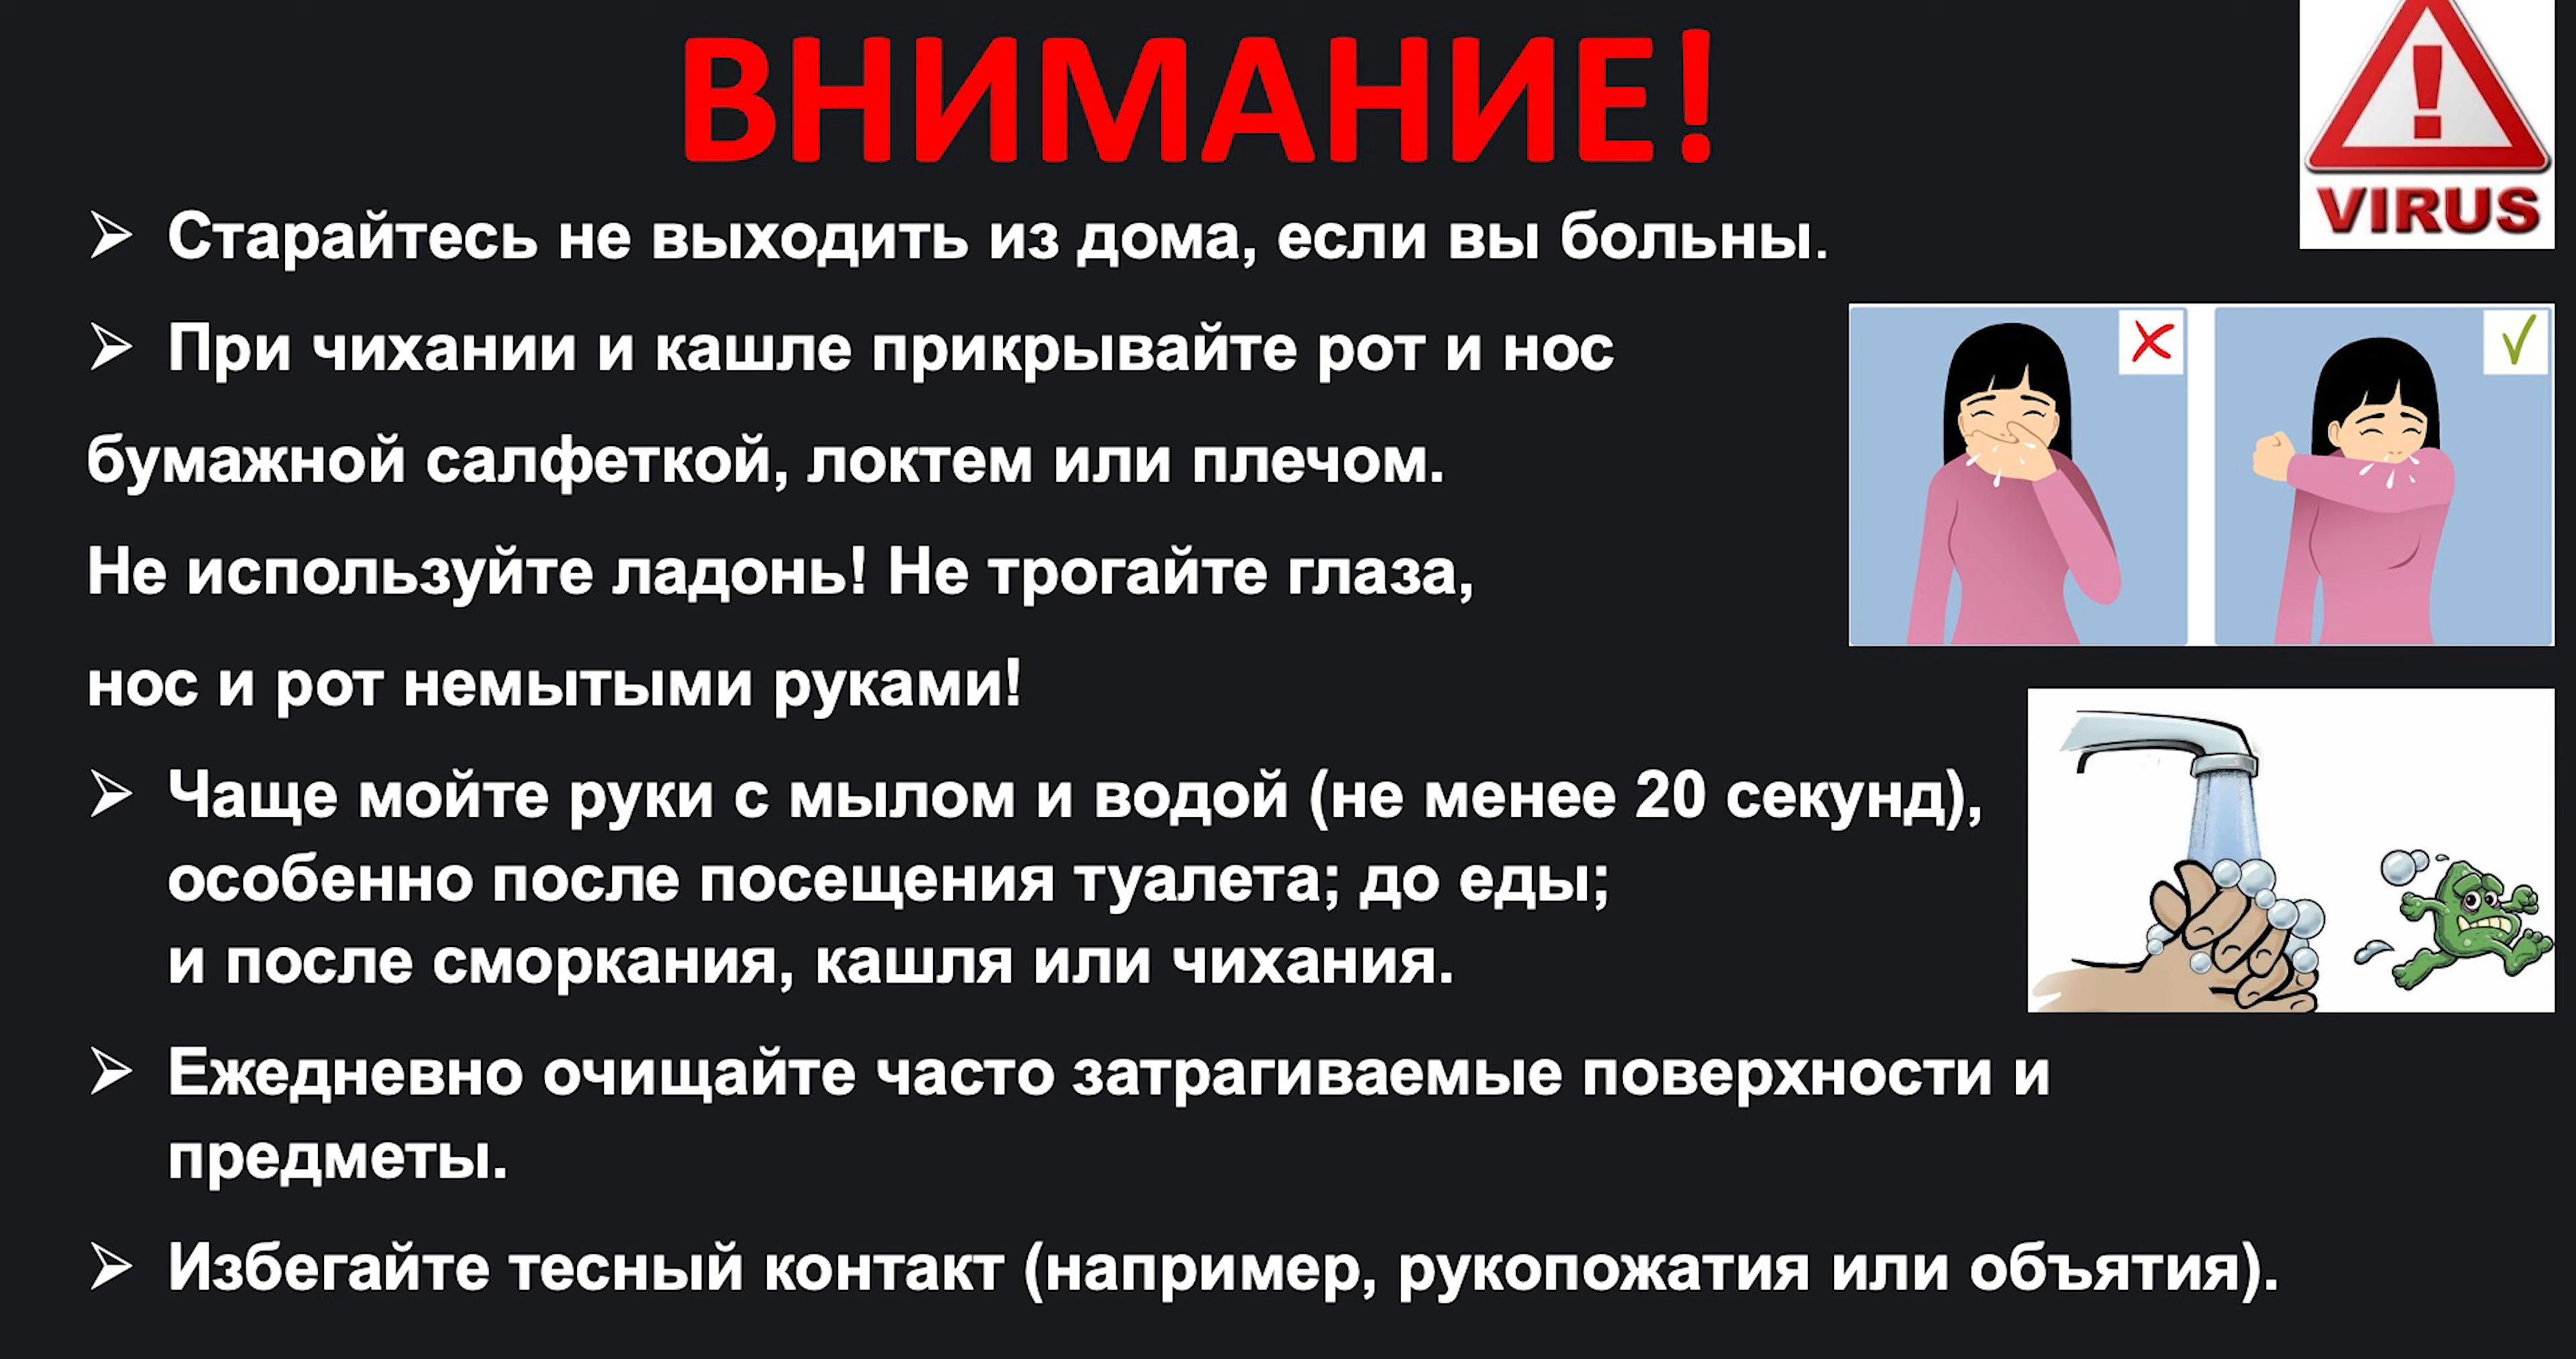 ВНИМАНИЕ!
VIRUS
➢ Старайтесь не выходить из дома, если вы больны.
➢ При чихании и кашле прикрывайте рот и нос
бумажной салфеткой, локтем или плечом.
Не используйте ладонь! Не трогайте глаза,
нос и рот немытыми руками!
➢ Чаще мойте руки с мылом и водой (не менее 20 секунд),
особенно после посещения туалета; до еды;
и после сморкания, кашля или чихания.
➢ Ежедневно очищайте часто затрагиваемые поверхности и
предметы.
➢ Избегайте тесный контакт (например, рукопожатия или объятия).